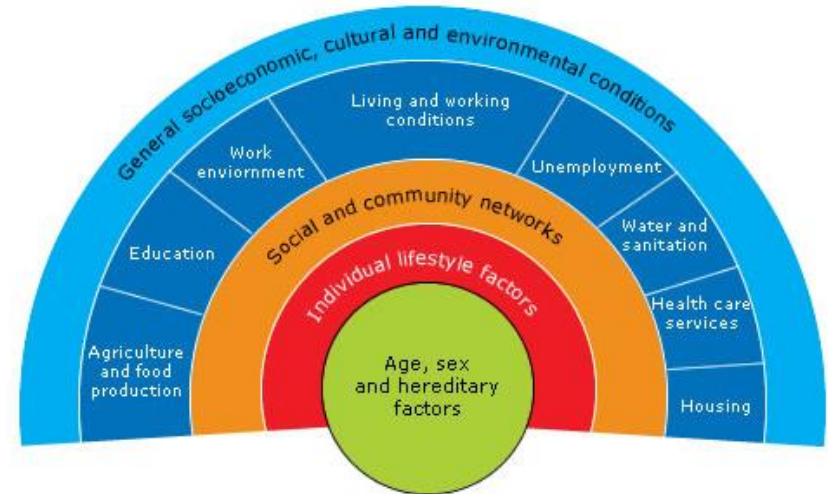 General socioeconomic, cultural and environmental conditions
Living and working
conditions
Work
enviornment
Unemployment
Education
Water and
sanitation
Agriculture
and food
production
Health care
services
Housing
Social and community networks
Individual lifestyle factors
Age, sex
and hereditary
factors